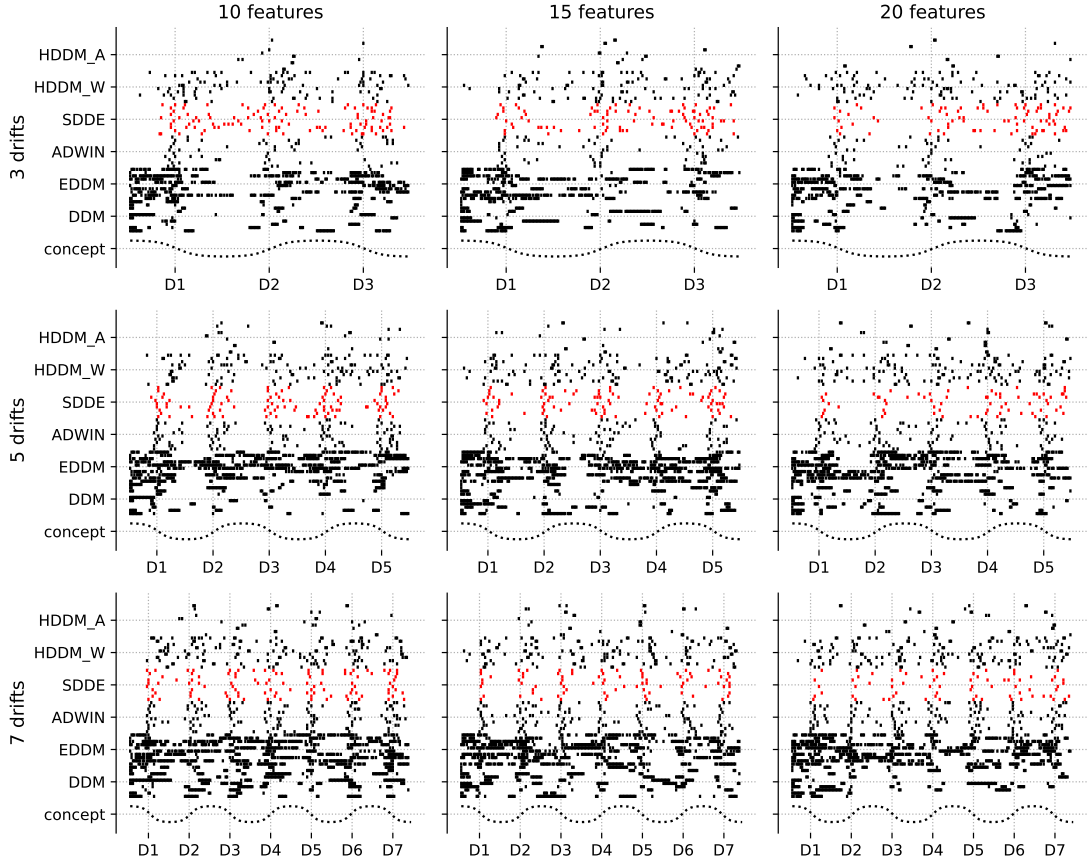 10 features
15 features
20 features
3 drifts
HDDM_A
HDDM_W
SDDE
ADWIN
EDDM
DDM
concept
D1 D2 D3
D1 D2 D3
D1 D2 D3
5 drifts
HDDM_A
HDDM_W
SDDE
ADWIN
EDDM
DDM
concept
D1 D2 D3 D4 D5
D1 D2 D3 D4 D5
D1 D2 D3 D4 D5
7 drifts
HDDM_A
HDDM_W
SDDE
ADWIN
EDDM
DDM
concept
D1 D2 D3 D4 D5 D6 D7
D1 D2 D3 D4 D5 D6 D7
D1 D2 D3 D4 D5 D6 D7